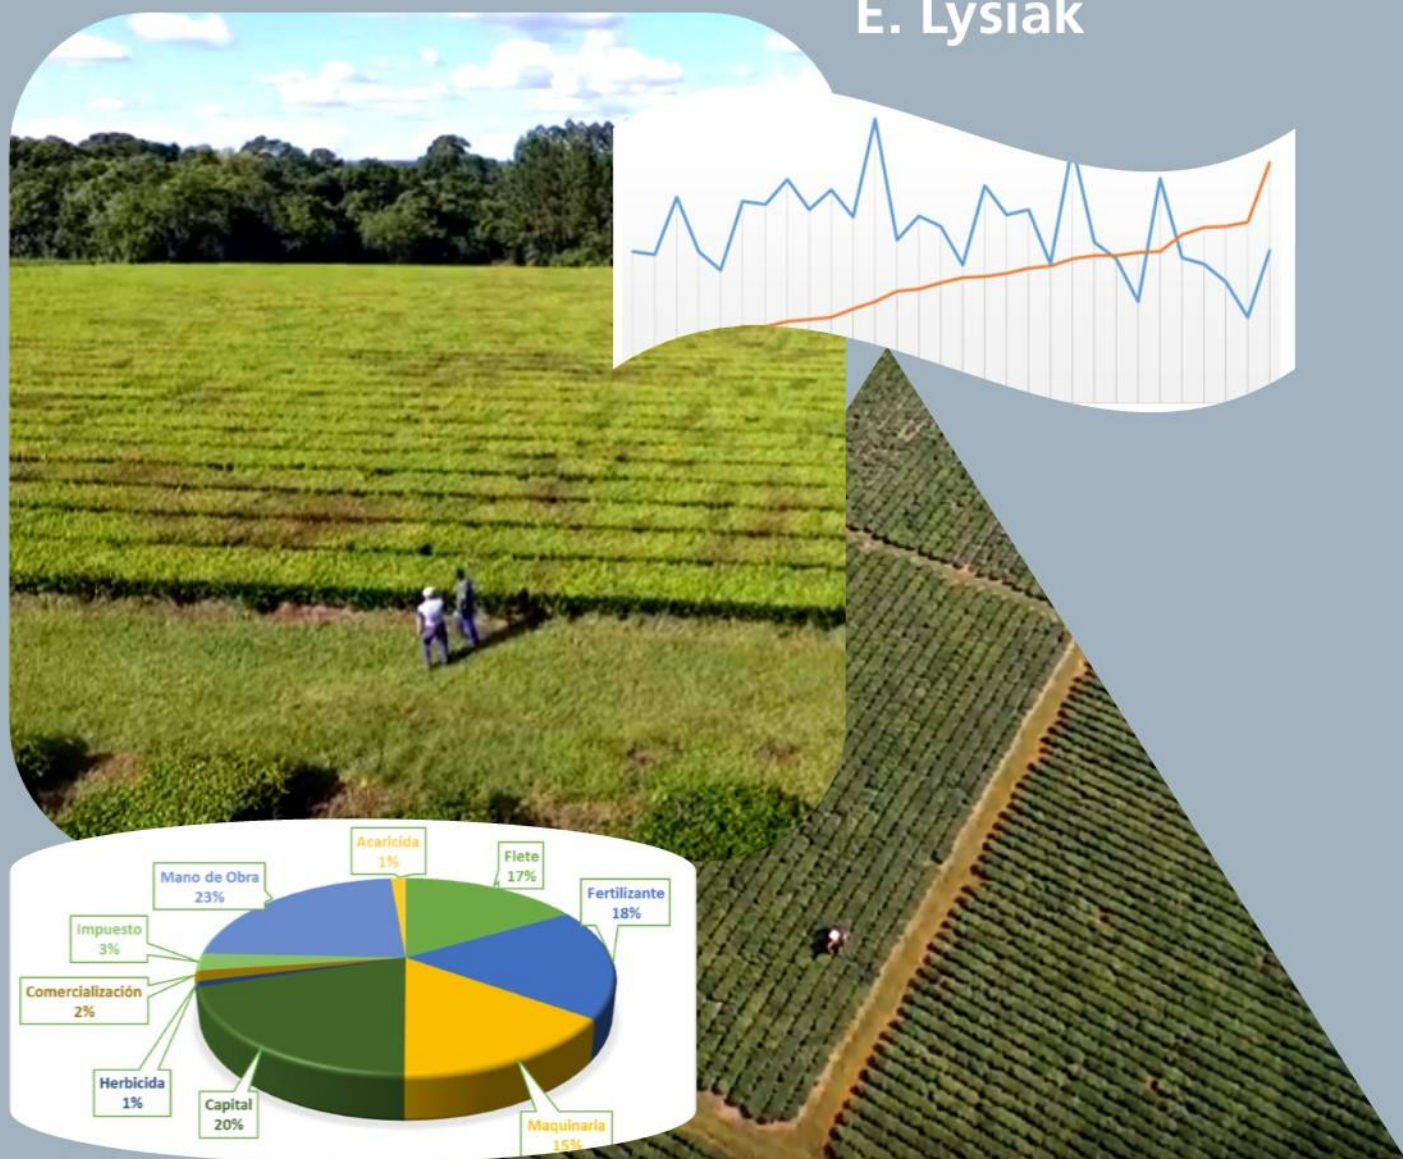 E. Lysiak
Acaricida
1%
Flete
17%
Mano de Obra
23%
Fertilizante
18%
Impuesto
3%
Comercialización
2%
Herbicida
1%
Capital
20%
Maquinaria
15%